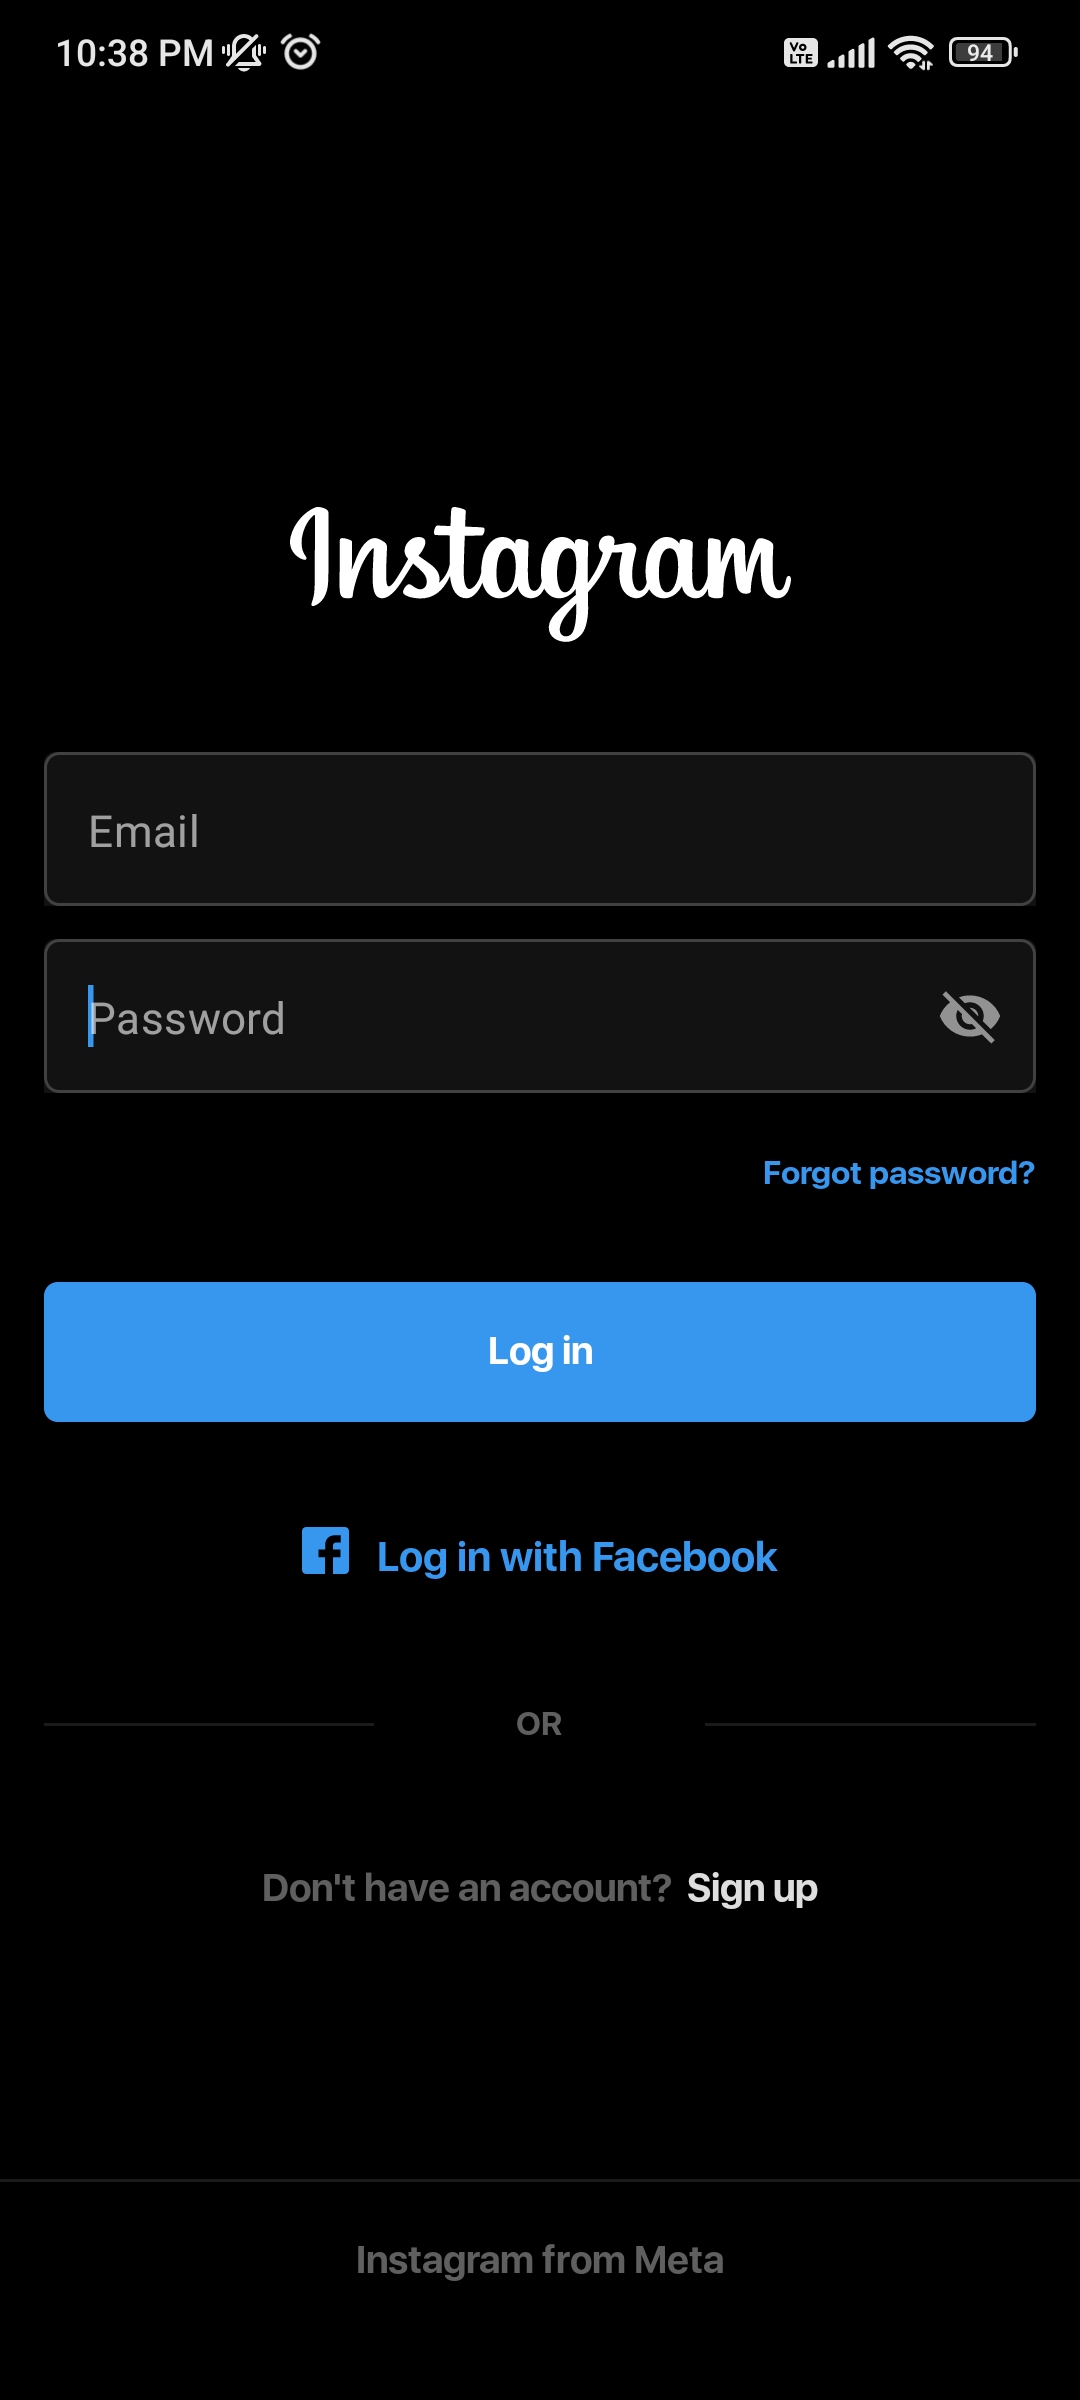 10:38 PM
Vo LTE
94
Instagram
Email
Password
Forgot password?
Log in
Log in with Facebook
OR
Don't have an account? Sign up
Instagram from Meta